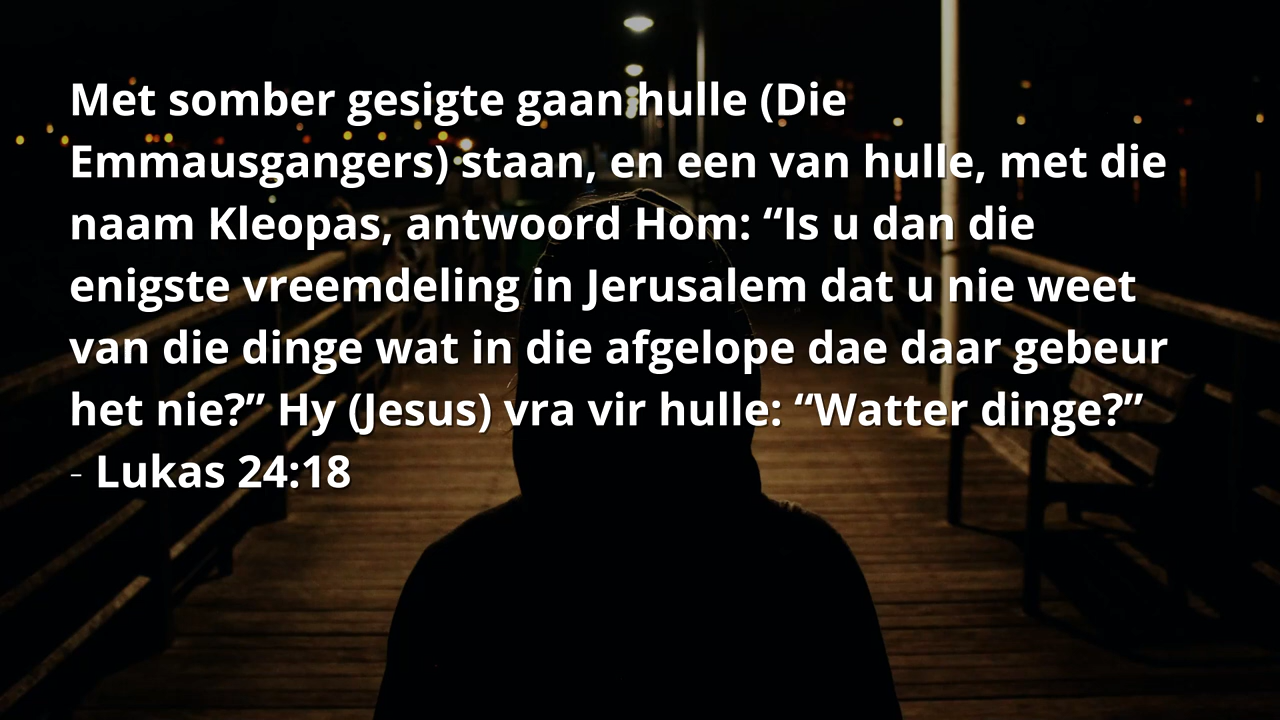 Met somber gesigte gaan hulle (Die
Emmausgangers) staan, en een van hulle, met die
naam Kleopas, antwoord Hom: “Is u dan die
enigste vreemdeling in Jerusalem dat u nie weet
van die dinge wat in die afgelope dae daar gebeur
het nie?” Hy (Jesus) vra vir hulle: “Watter dinge?”
- Lukas 24:18